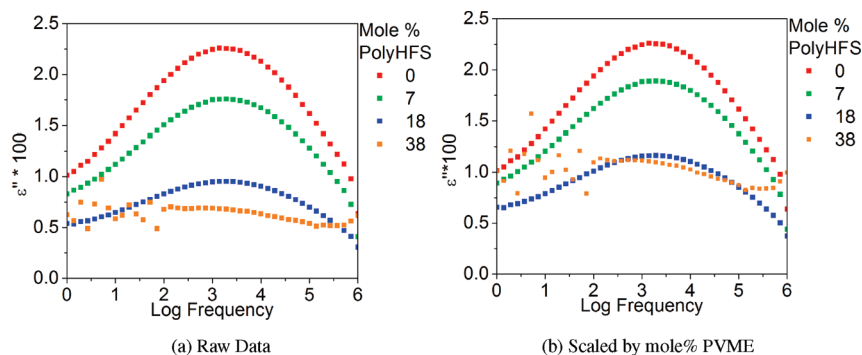 Mole %
PolyHFS
0
7
18
38
2.5
2.0
1.5
1.0
0.5
0.0
ε'' * 100
0 1 2 3 4 5 6
Log Frequency
(a) Raw Data
Mole %
PolyHFS
0
7
18
38
2.5
2.0
1.5
1.0
0.5
0.0
ε''*100
0 1 2 3 4 5 6
Log Frequency
(b) Scaled by mole% PVME